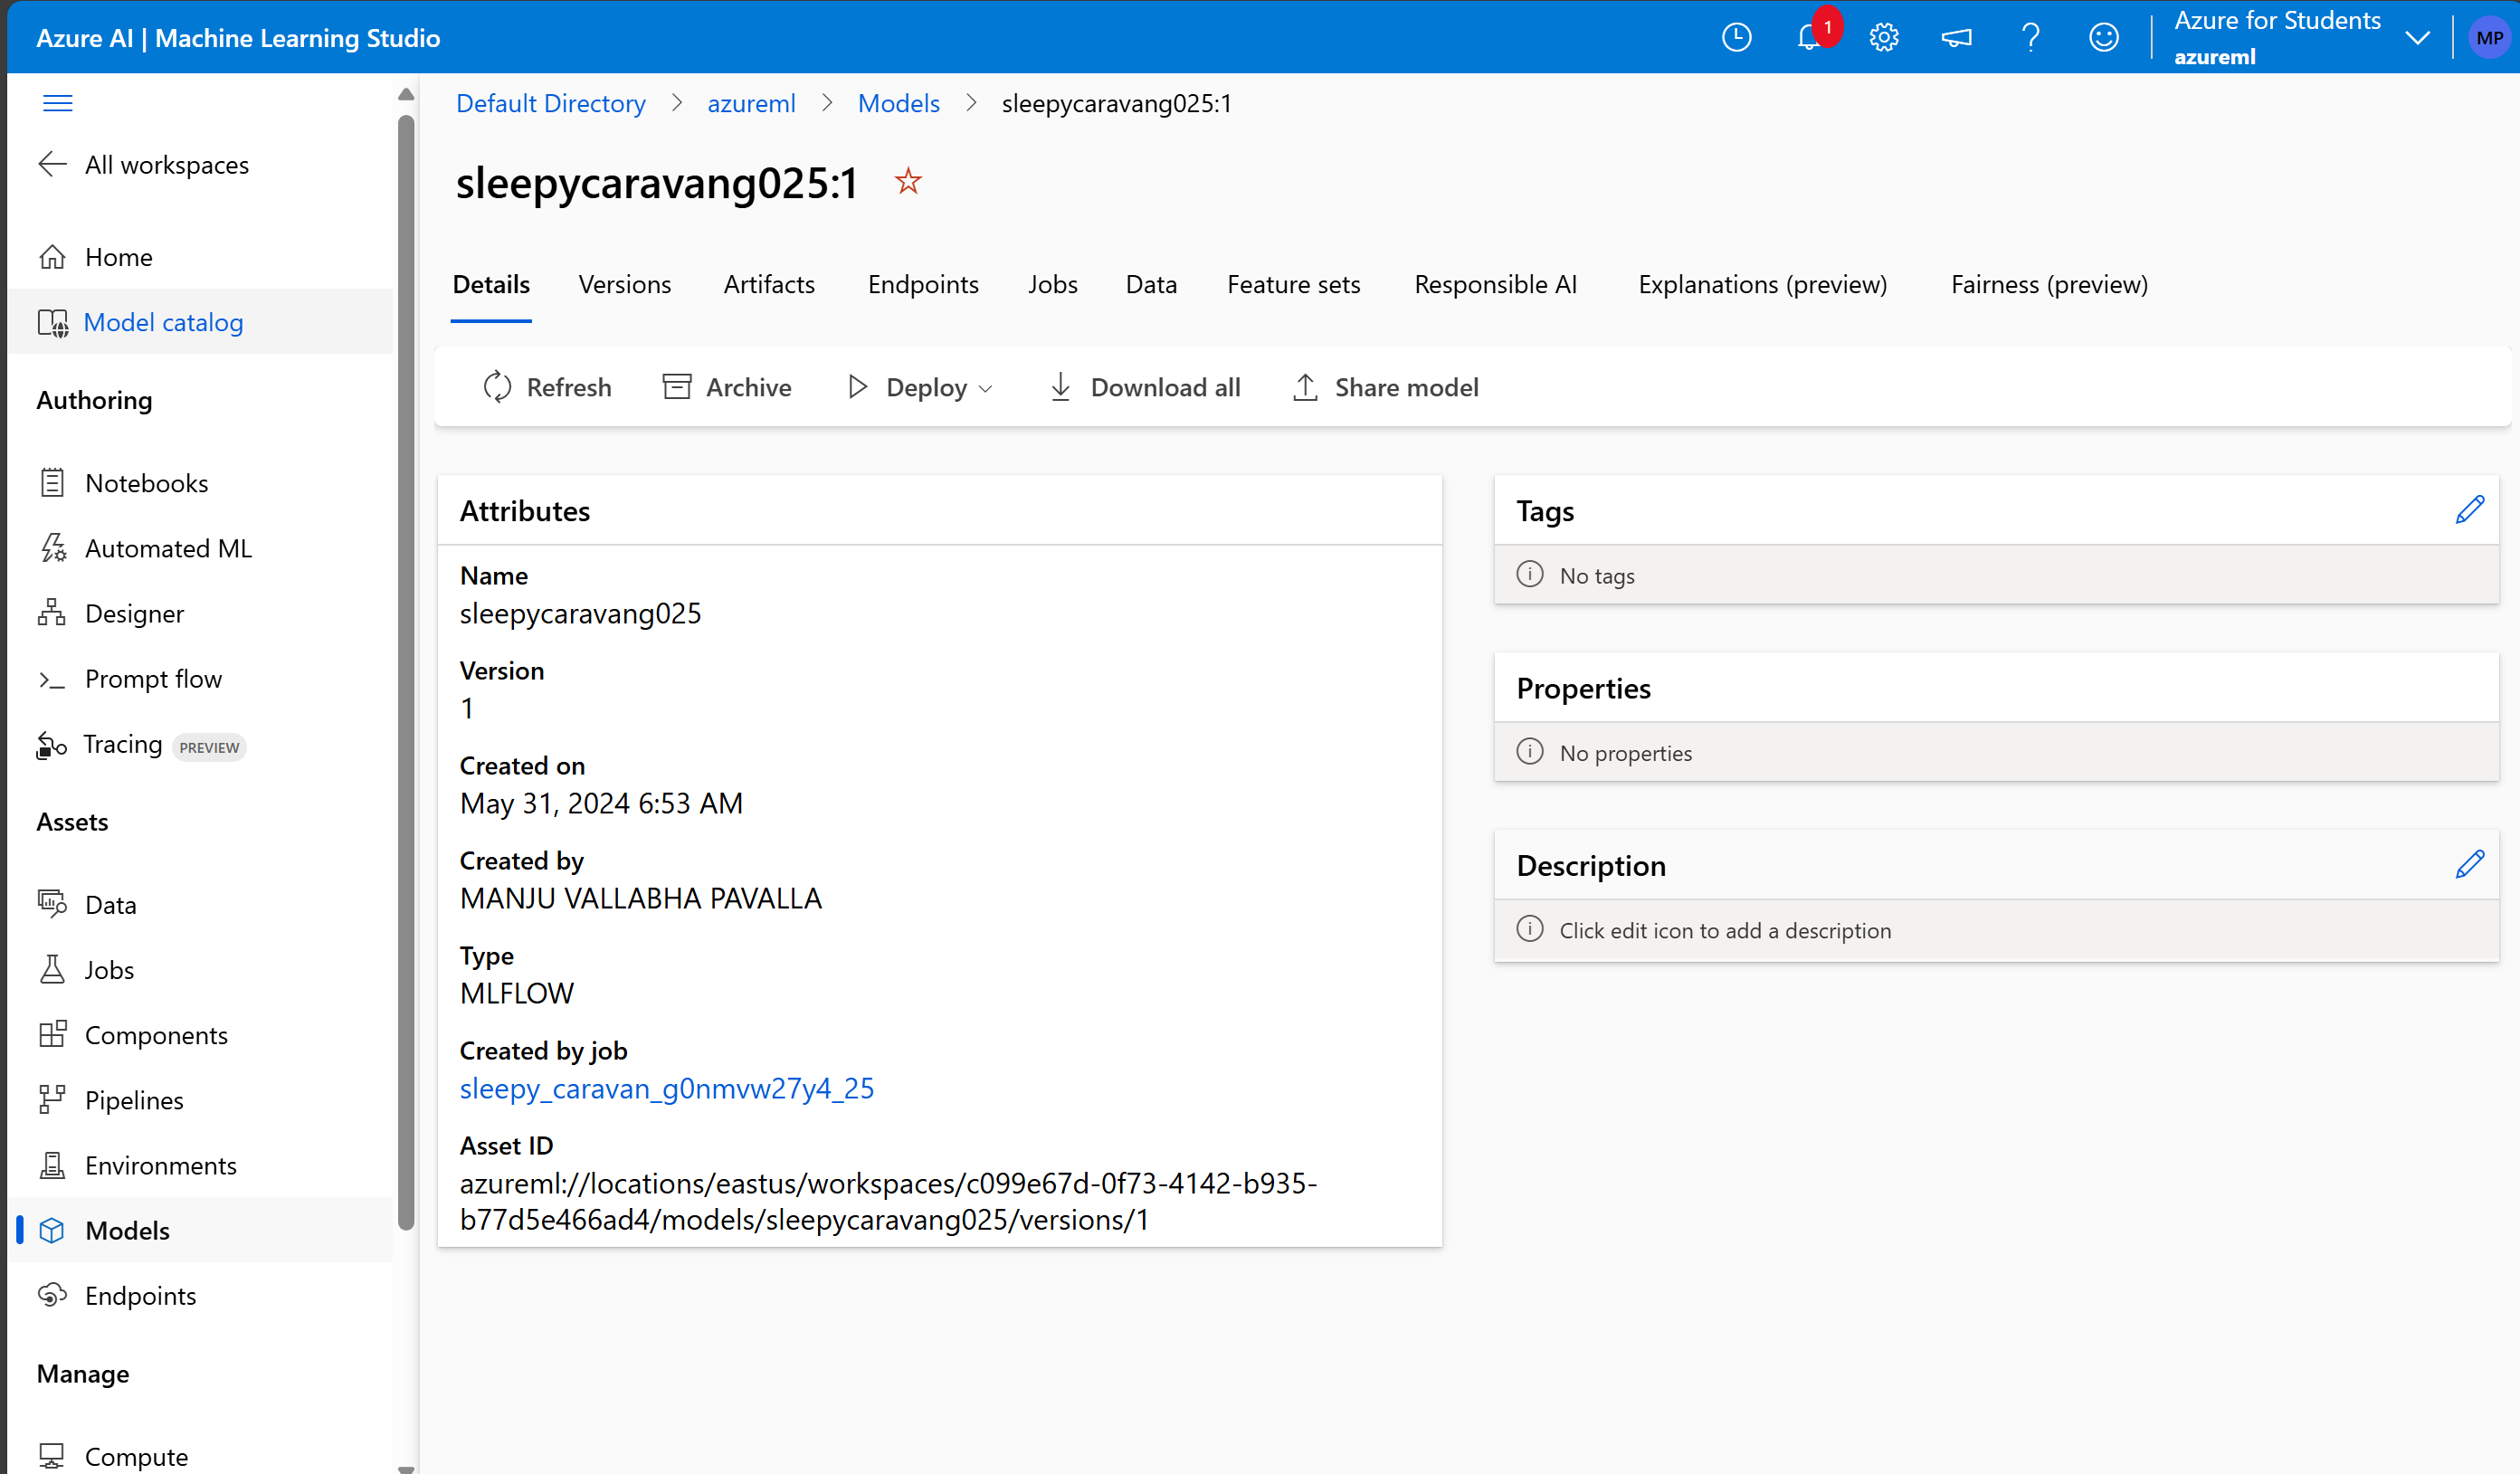 Azure AI | Machine Learning Studio
1
Azure for Students
azureml
MP
All workspaces
Home
Model catalog
Authoring
Notebooks
Automated ML
Designer
Prompt flow
Tracing PREVIEW
Assets
Data
Jobs
Components
Pipelines
Environments
Models
Endpoints
Manage
Compute
Default Directory > azureml > Models > sleepycaravang025:1
sleepycaravang025:1
Details Versions Artifacts Endpoints Jobs Data Feature sets Responsible AI Explanations (preview) Fairness (preview)
Refresh Archive Deploy Download all Share model
Attributes
Name
sleepycaravang025
Version
1
Created on
May 31, 2024 6:53 AM
Created by
MANJU VALLABHA PAVALLA
Type
MLFLOW
Created by job
sleepy_caravan_g0nmvw27y4_25
Asset ID
azureml://locations/eastus/workspaces/c099e67d-0f73-4142-b935-
b77d5e466ad4/models/sleepycaravang025/versions/1
Tags
No tags
Properties
No properties
Description
Click edit icon to add a description